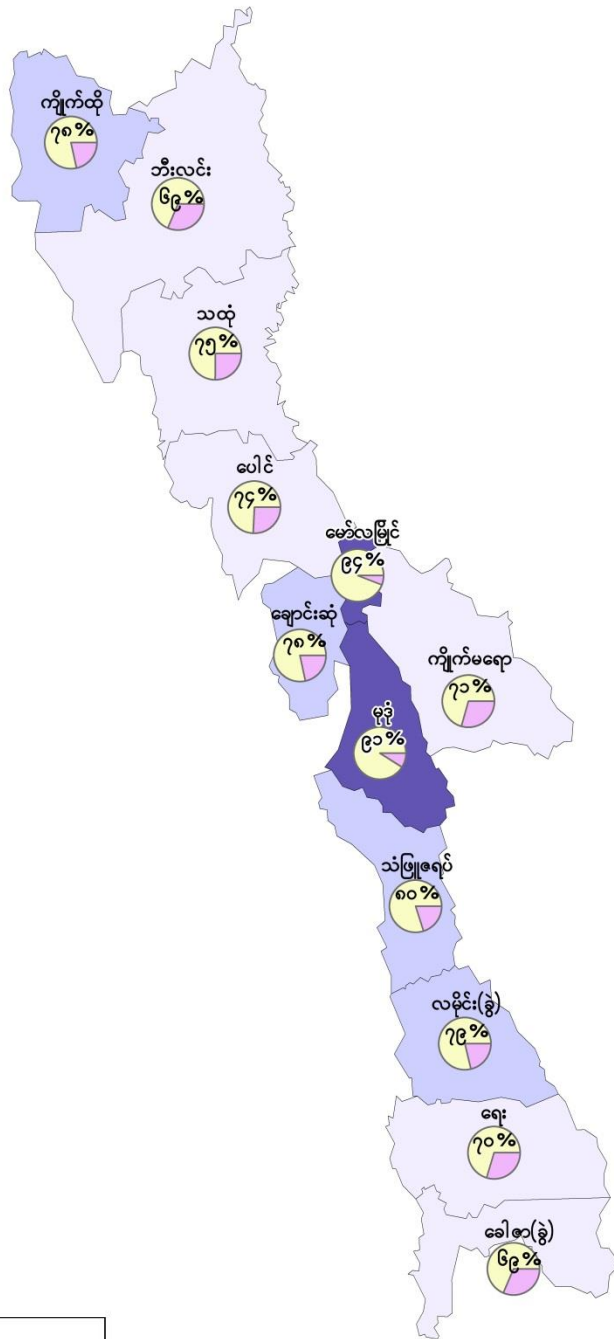 ကျိုက်ထို
၇၈%
ဘီးလင်း
၆၉%
သထုံ
၇၅%
ပေါင်
၇၄%
မော်လမြိုင်
၉၄%
ချောင်းဆုံ
၇၈%
ကျိုက်မရော
၇၁%
မုဒုံ
၉၁%
သံဖြူဇရပ်
၈၀%
လမိုင်း(ခွဲ)
၇၉%
ရေး
၇၀%
ခေါဇာ(ခွဲ)
၆၉%